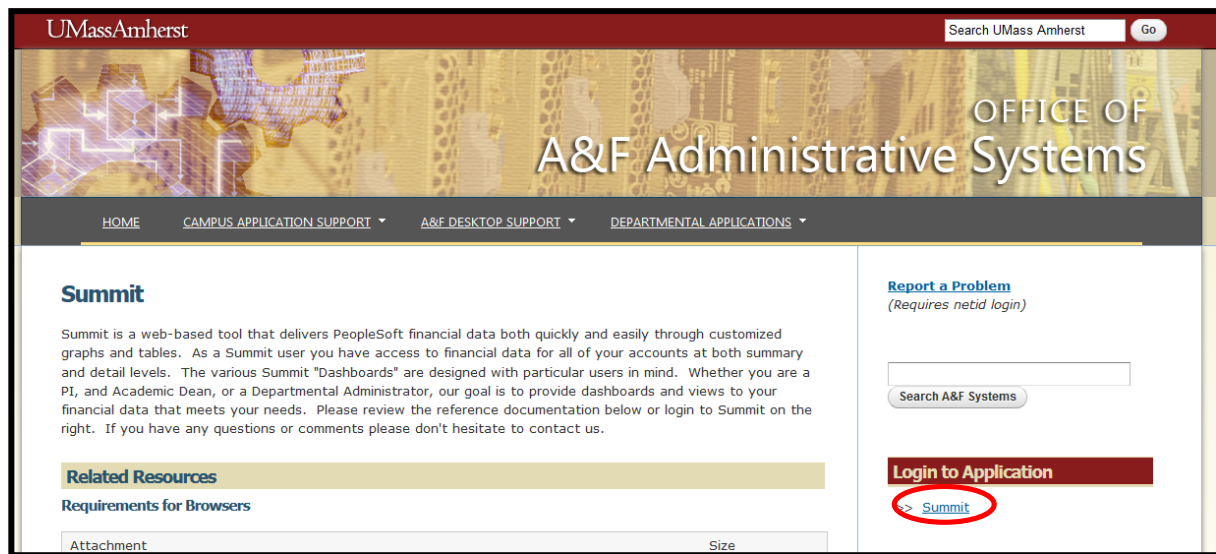 UMassAmherst
Search UMass Amherst
Go
OFFICE OF
A&F Administrative Systems
HOME
CAMPUS APPLICATION SUPPORT
A&F DESKTOP SUPPORT
DEPARTMENTAL APPLICATIONS
Summit
Summit is a web-based tool that delivers PeopleSoft financial data both quickly and easily through customized
graphs and tables. As a Summit user you have access to financial data for all of your accounts at both summary
and detail levels. The various Summit "Dashboards" are designed with particular users in mind. Whether you are a
PI, and Academic Dean, or a Departmental Administrator, our goal is to provide dashboards and views to your
financial data that meets your needs. Please review the reference documentation below or login to Summit on the
right. If you have any questions or comments please don't hesitate to contact us.
Related Resources
Requirements for Browsers
Attachment
Size
Report a Problem
(Requires netid login)
Search A&F Systems
Login to Application
>> Summit